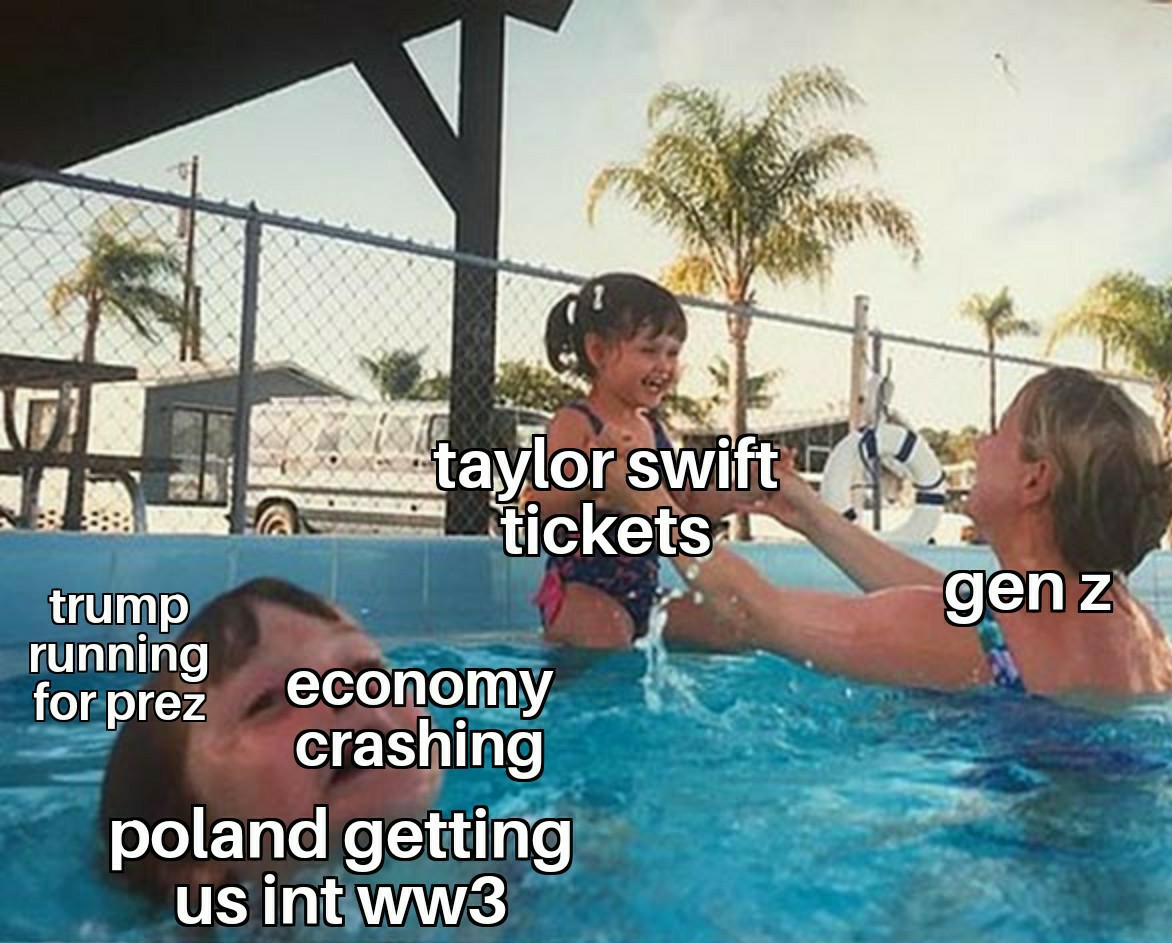 taylor swift
tickets
gen z
trump
running
for prez
economy
crashing
poland getting
us int ww3